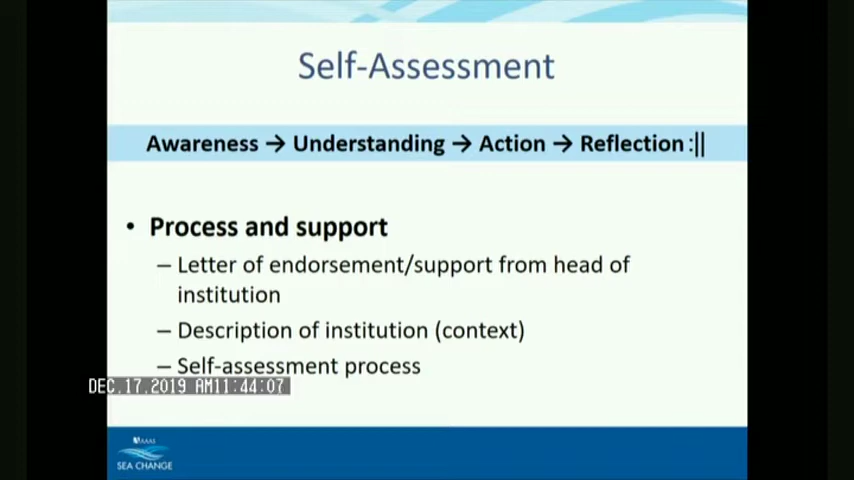 Self-Assessment
Awareness → Understanding → Action → Reflection :||
• Process and support
– Letter of endorsement/support from head of
institution
– Description of institution (context)
– Self-assessment process
DEC.17.2019 AM11:44:07
AAAS
SEA CHANGE